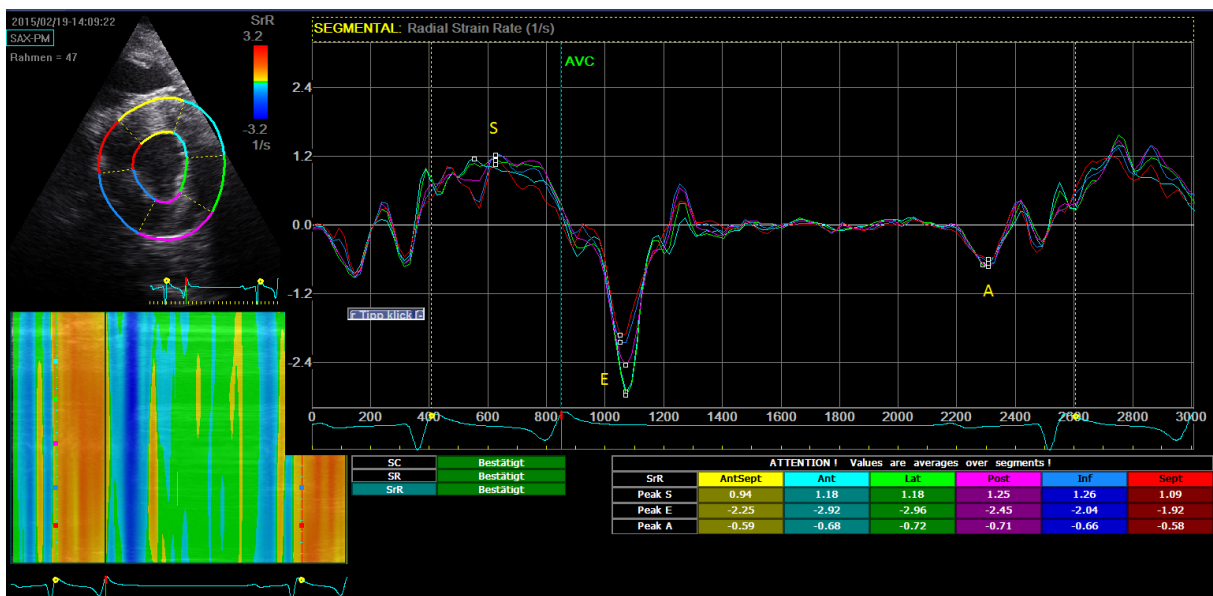 2015/02/19-14:09:22
SAX-PM
Rahmen = 47
SrR
3.2
-3.2
1/s
SEGMENTAL: Radial Strain Rate (1/s)
AVC
2.4
1.2
0.0
-1.2
-2.4
S
E
A
Tipp klick
0 200 400 600 800 1000 1200 1400 1600 1800 2000 2200 2400 2600 2800 3000
SC Bestätigt
SR Bestätigt
SrR Bestätigt
ATTENTION ! Values are averages over segments !
SrR AntSept Ant Lat Post Inf Sept
Peak S 0.94 1.18 1.18 1.25 1.26 1.09
Peak E -2.25 -2.92 -2.96 -2.45 -2.04 -1.92
Peak A -0.59 -0.68 -0.72 -0.71 -0.66 -0.58